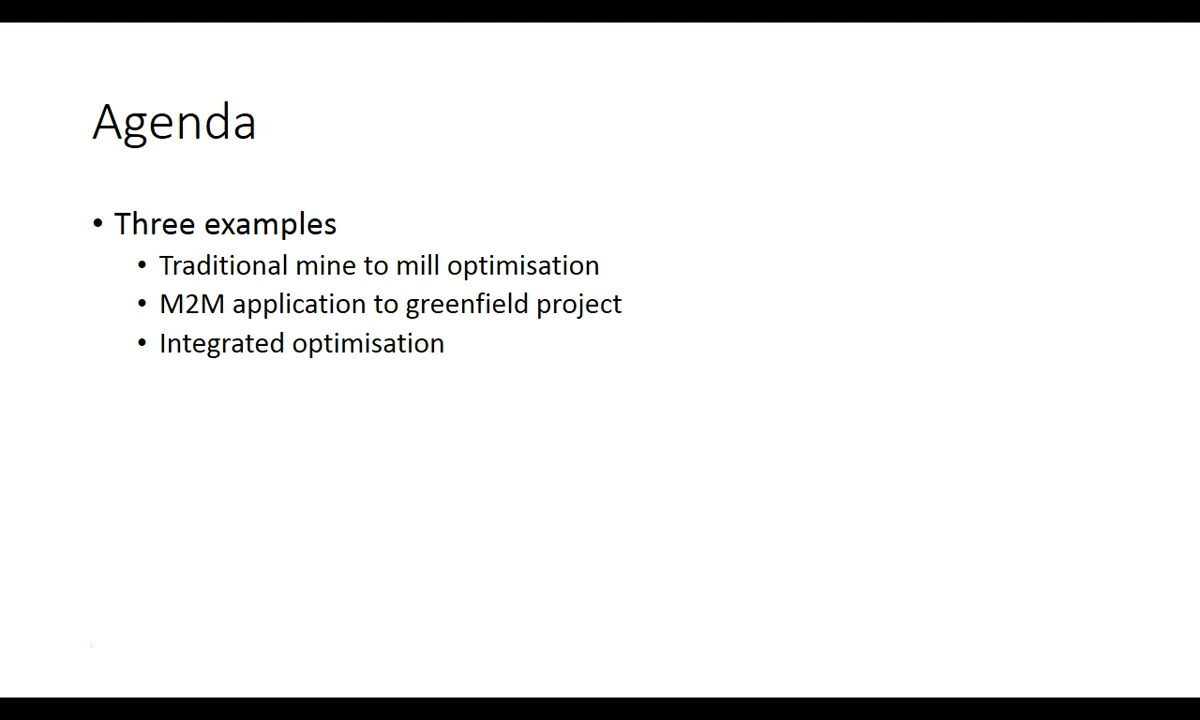 Agenda
• Three examples
• Traditional mine to mill optimisation
• M2M application to greenfield project
• Integrated optimisation